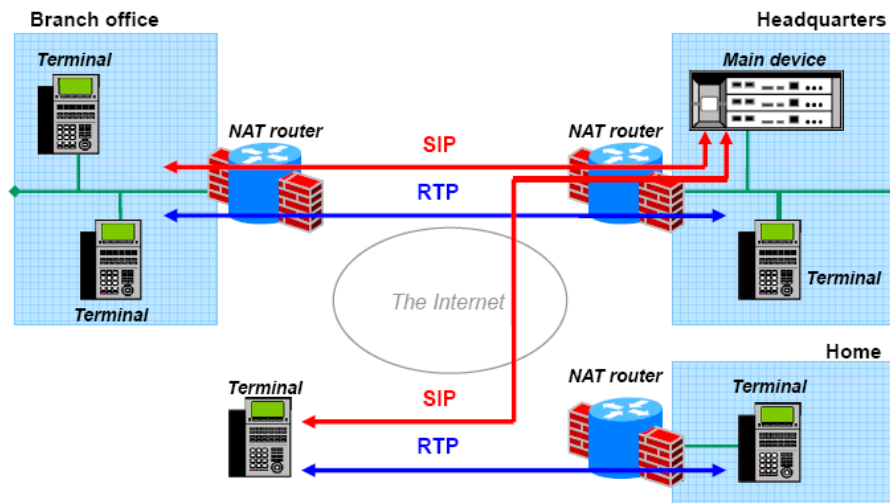 Branch office
Headquarters
Terminal
Main device
NAT router
SIP
NAT router
RTP
Terminal
The Internet
Terminal
Home
Terminal
SIP
NAT router
Terminal
RTP